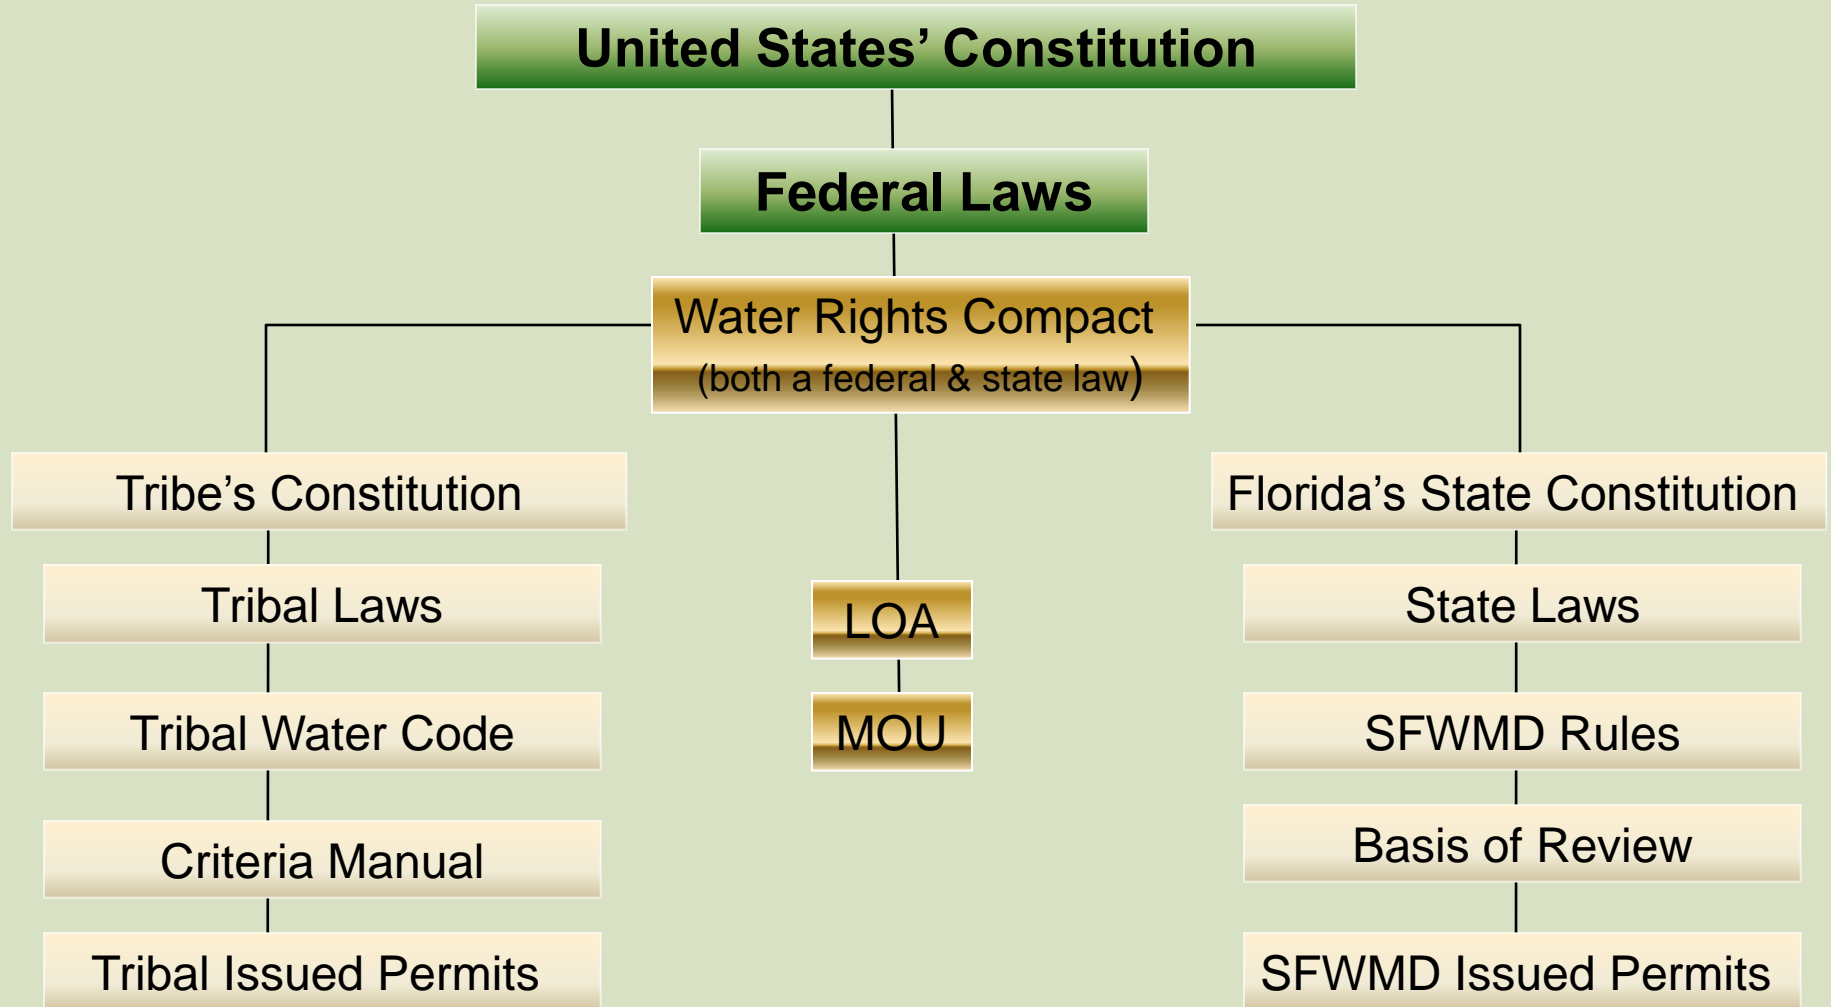 United States’ Constitution
Federal Laws
Water Rights Compact
(both a federal & state law)
Tribe’s Constitution
Tribal Laws
Tribal Water Code
Criteria Manual
Tribal Issued Permits
LOA
MOU
Florida’s State Constitution
State Laws
SFWMD Rules
Basis of Review
SFWMD Issued Permits